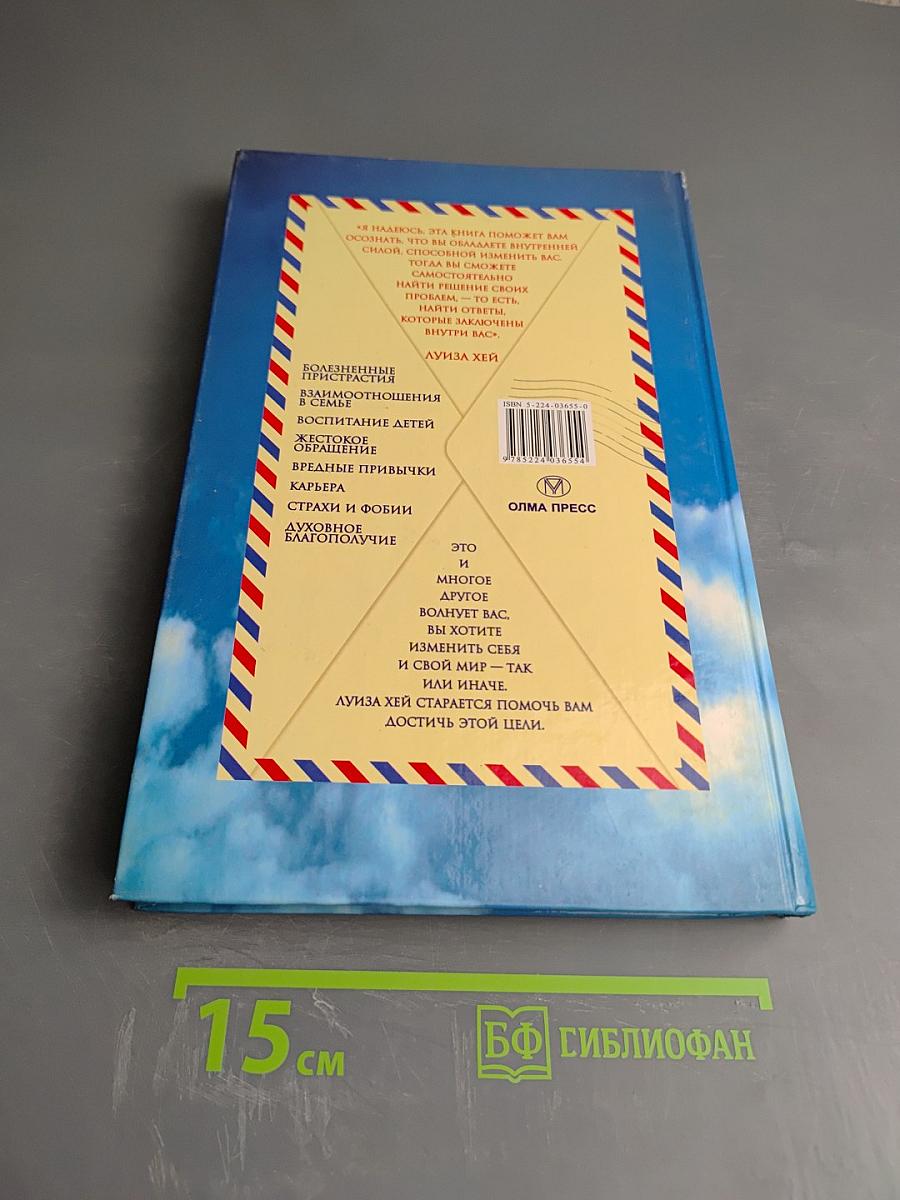 «Я НАДЕЮСЬ, ЭТА КНИГА ПОМОЖЕТ ВАМ
ОСОЗНАТЬ, ЧТО ВЫ ОБЛАДАЕТЕ ВНУТРЕННЕЙ
СИЛОЙ, СПОСОБНОЙ ИЗМЕНИТЬ ВАС.
ТОГДА ВЫ СМОЖЕТЕ
САМОСТОЯТЕЛЬНО
НАЙТИ РЕШЕНИЕ СВОИХ
ПРОБЛЕМ, — ТО ЕСТЬ,
НАЙТИ ОТВЕТЫ,
КОТОРЫЕ ЗАКЛЮЧЕНЫ
ВНУТРИ ВАС».
ЛУИЗА ХЕЙ
БОЛЕЗНЕННЫЕ
ПРИСТРАСТИЯ
ВЗАИМООТНОШЕНИЯ
В СЕМЬЕ
ВОСПИТАНИЕ ДЕТЕЙ
ЖЕСТОКОЕ
ОБРАЩЕНИЕ
ВРЕДНЫЕ ПРИВЫЧКИ
КАРЬЕРА
СТРАХИ И ФОБИИ
ДУХОВНОЕ
БЛАГОПОЛУЧИЕ
ISBN 5-224-03655-0
9 785224 036554
ОЛМА ПРЕСС
ЭТО
И
МНОГОЕ
ДРУГОЕ
ВОЛНУЕТ ВАС,
ВЫ ХОТИТЕ
ИЗМЕНИТЬ СЕБЯ
И СВОЙ МИР — ТАК
ИЛИ ИНАЧЕ.
ЛУИЗА ХЕЙ СТАРАЕТСЯ ПОМОЧЬ ВАМ
ДОСТИЧЬ ЭТОЙ ЦЕЛИ.
15 см
БФ БИБЛИОФАН